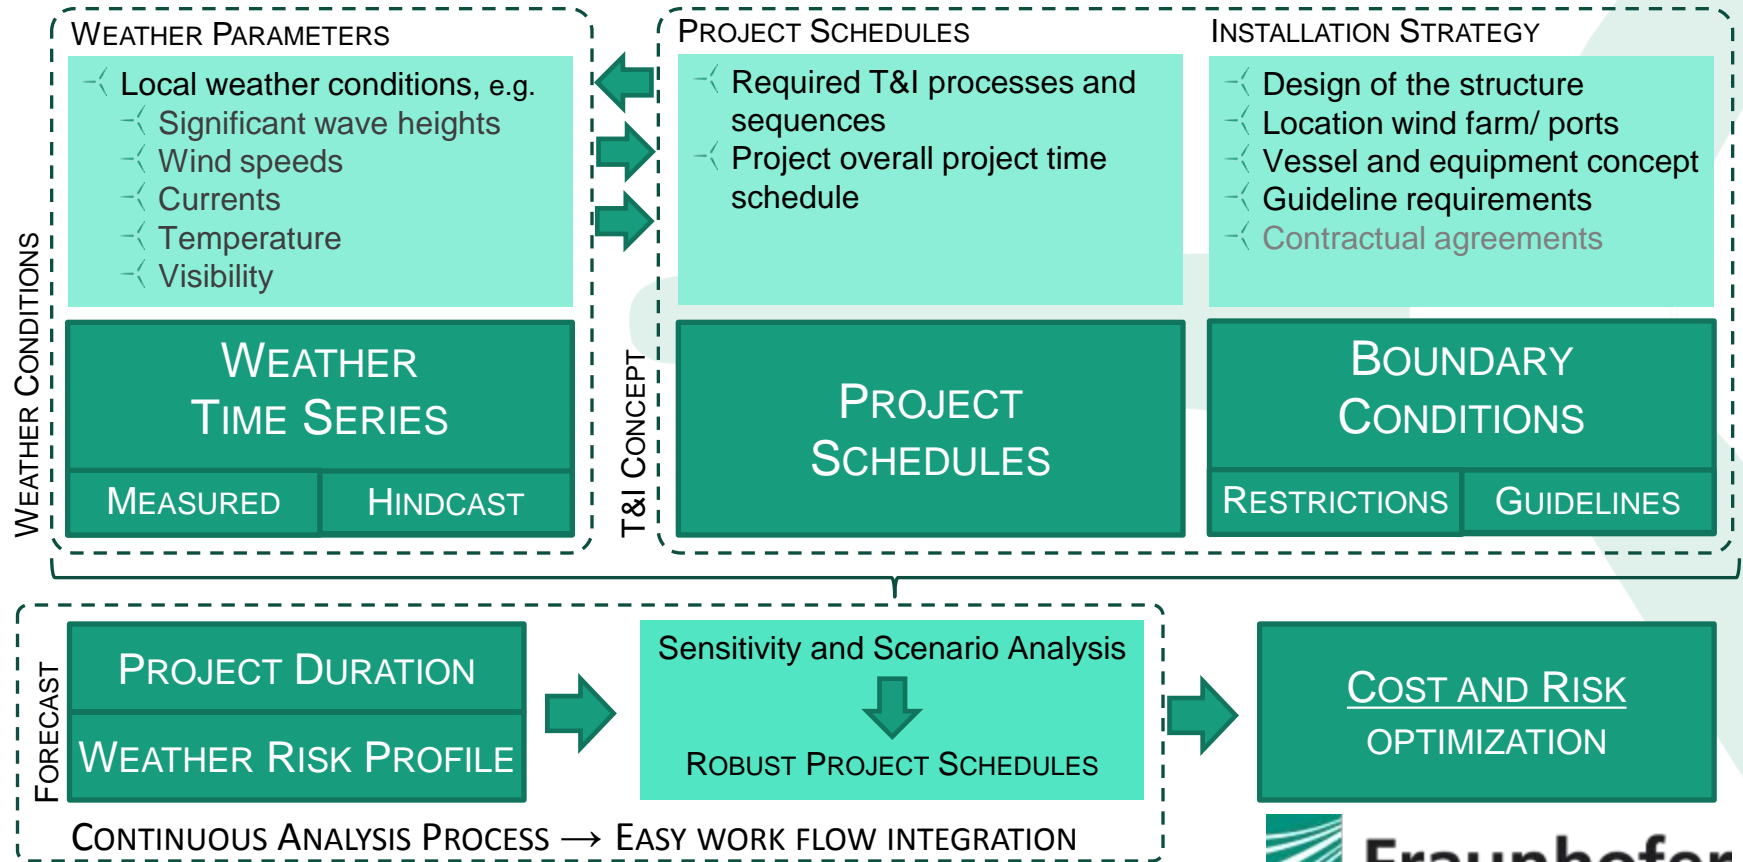 WEATHER PARAMETERS
Local weather conditions, e.g.
Significant wave heights
Wind speeds
Currents
Temperature
Visibility
WEATHER
TIME SERIES
MEASURED
HINDCAST
WEATHER CONDITIONS
PROJECT SCHEDULES
Required T&I processes and
sequences
Project overall project time
schedule
PROJECT
SCHEDULES
T&I CONCEPT
INSTALLATION STRATEGY
Design of the structure
Location wind farm/ ports
Vessel and equipment concept
Guideline requirements
Contractual agreements
BOUNDARY
CONDITIONS
RESTRICTIONS
GUIDELINES
FORECAST
PROJECT DURATION
WEATHER RISK PROFILE
Sensitivity and Scenario Analysis
ROBUST PROJECT SCHEDULES
COST AND RISK
OPTIMIZATION
CONTINUOUS ANALYSIS PROCESS → EASY WORK FLOW INTEGRATION
Fraunhofer